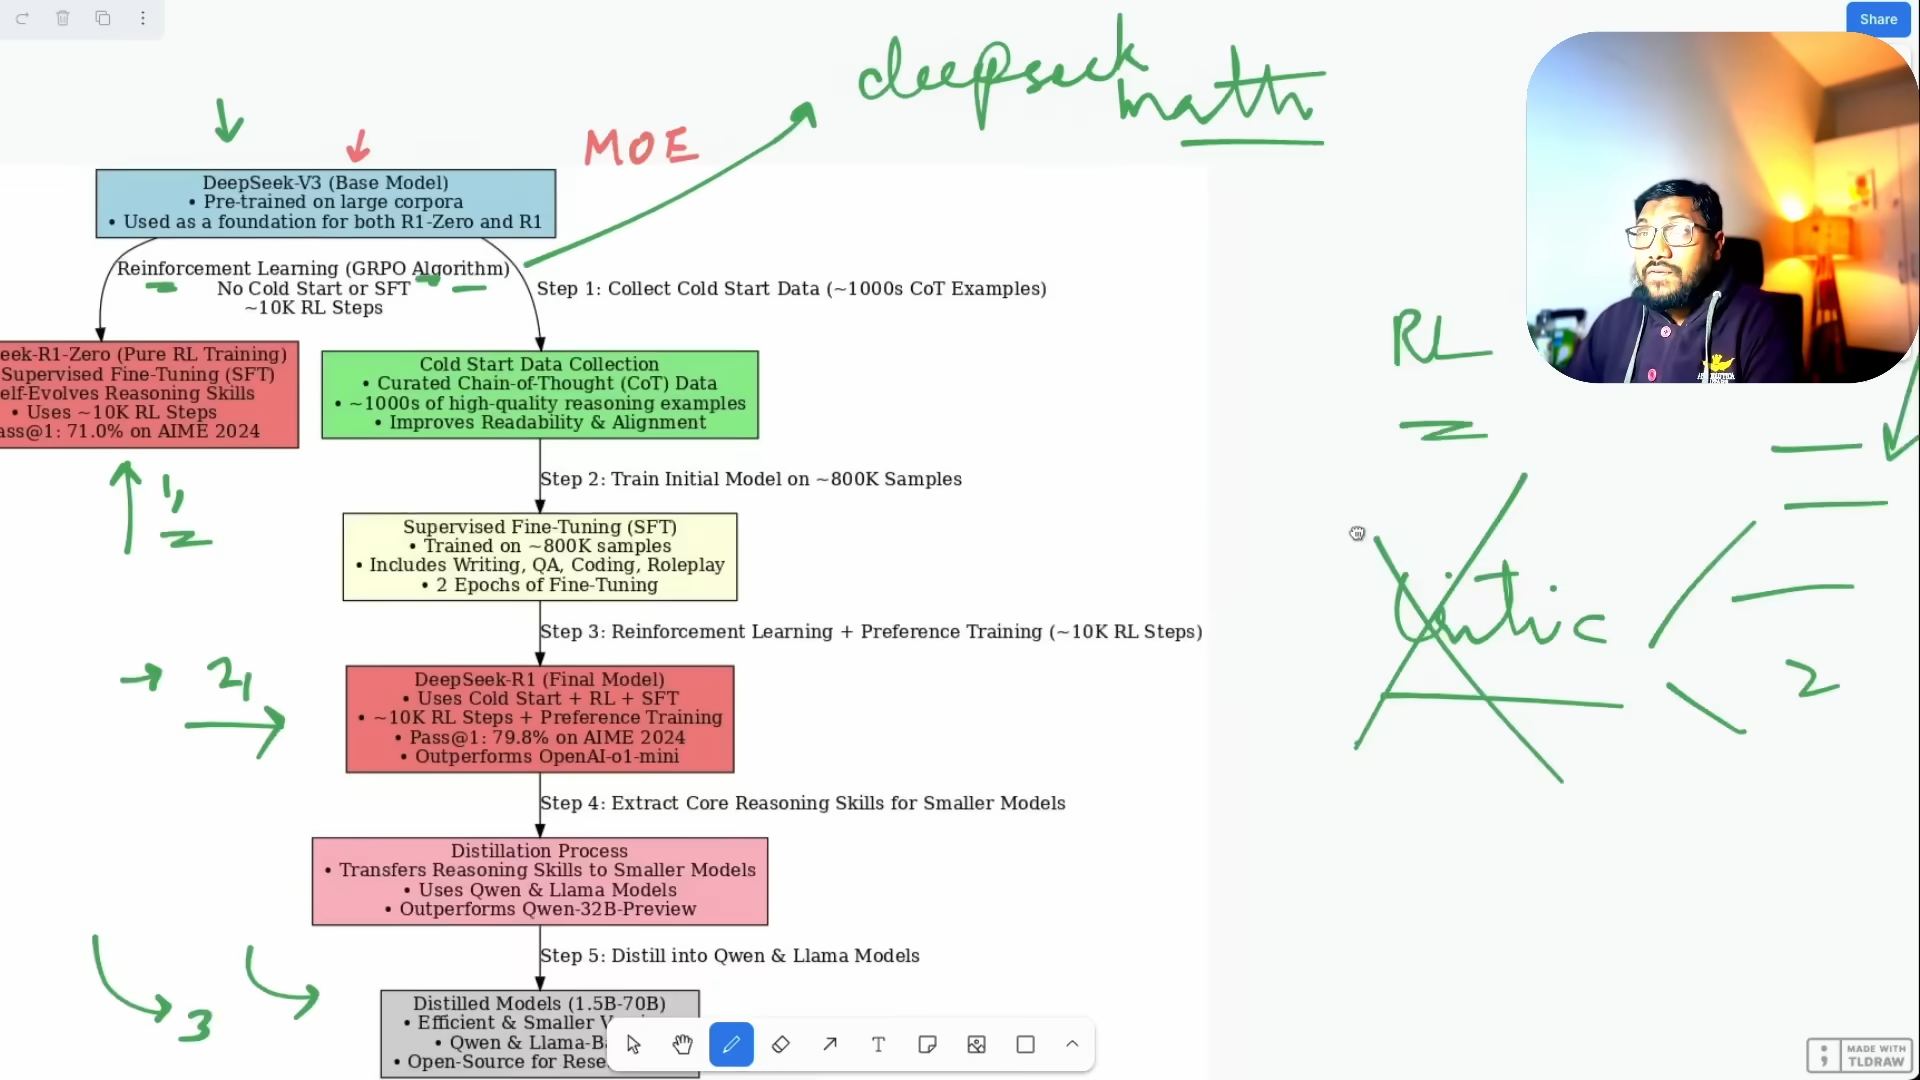 Share
deepseek
math
MOE
DeepSeek-V3 (Base Model)
• Pre-trained on large corpora
• Used as a foundation for both R1-Zero and R1
Reinforcement Learning (GRPO Algorithm)
No Cold Start or SFT
~10K RL Steps
Step 1: Collect Cold Start Data (~1000s CoT Examples)
eek-R1-Zero (Pure RL Training)
Supervised Fine-Tuning (SFT)
elf-Evolves Reasoning Skills
• Uses ~10K RL Steps
ass@1: 71.0% on AIME 2024
Cold Start Data Collection
• Curated Chain-of-Thought (CoT) Data
• ~1000s of high-quality reasoning examples
• Improves Readability & Alignment
RL
1,
Step 2: Train Initial Model on ~800K Samples
Supervised Fine-Tuning (SFT)
• Trained on ~800K samples
• Includes Writing, QA, Coding, Roleplay
• 2 Epochs of Fine-Tuning
Critic
2
Step 3: Reinforcement Learning + Preference Training (~10K RL Steps)
2,
DeepSeek-R1 (Final Model)
• Uses Cold Start + RL + SFT
• ~10K RL Steps + Preference Training
• Pass@1: 79.8% on AIME 2024
• Outperforms OpenAI-o1-mini
Step 4: Extract Core Reasoning Skills for Smaller Models
Distillation Process
• Transfers Reasoning Skills to Smaller Models
• Uses Qwen & Llama Models
• Outperforms Qwen-32B-Preview
Step 5: Distill into Qwen & Llama Models
3
Distilled Models (1.5B-70B)
• Efficient & Smaller V
• Qwen & Llama-Ba
• Open-Source for Rese
MADE WITH
TLDRAW